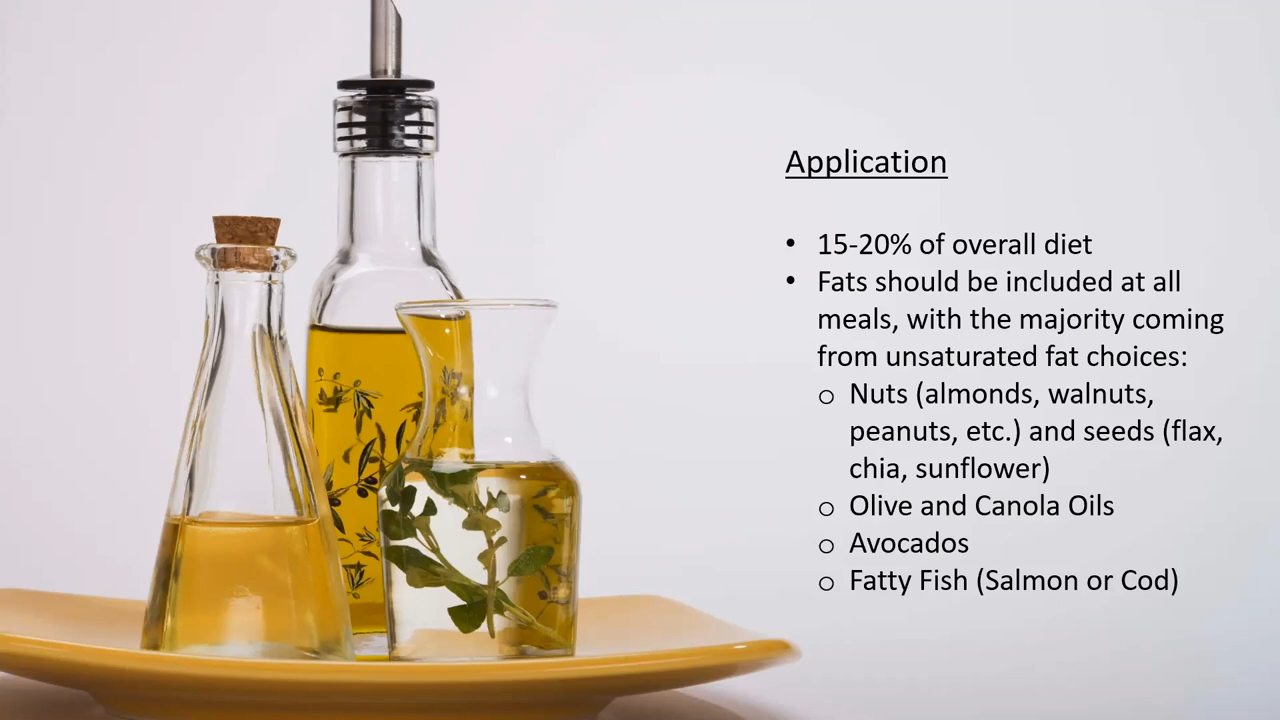 Application
• 15-20% of overall diet
• Fats should be included at all
meals, with the majority coming
from unsaturated fat choices:
o Nuts (almonds, walnuts,
peanuts, etc.) and seeds (flax,
chia, sunflower)
o Olive and Canola Oils
o Avocados
o Fatty Fish (Salmon or Cod)